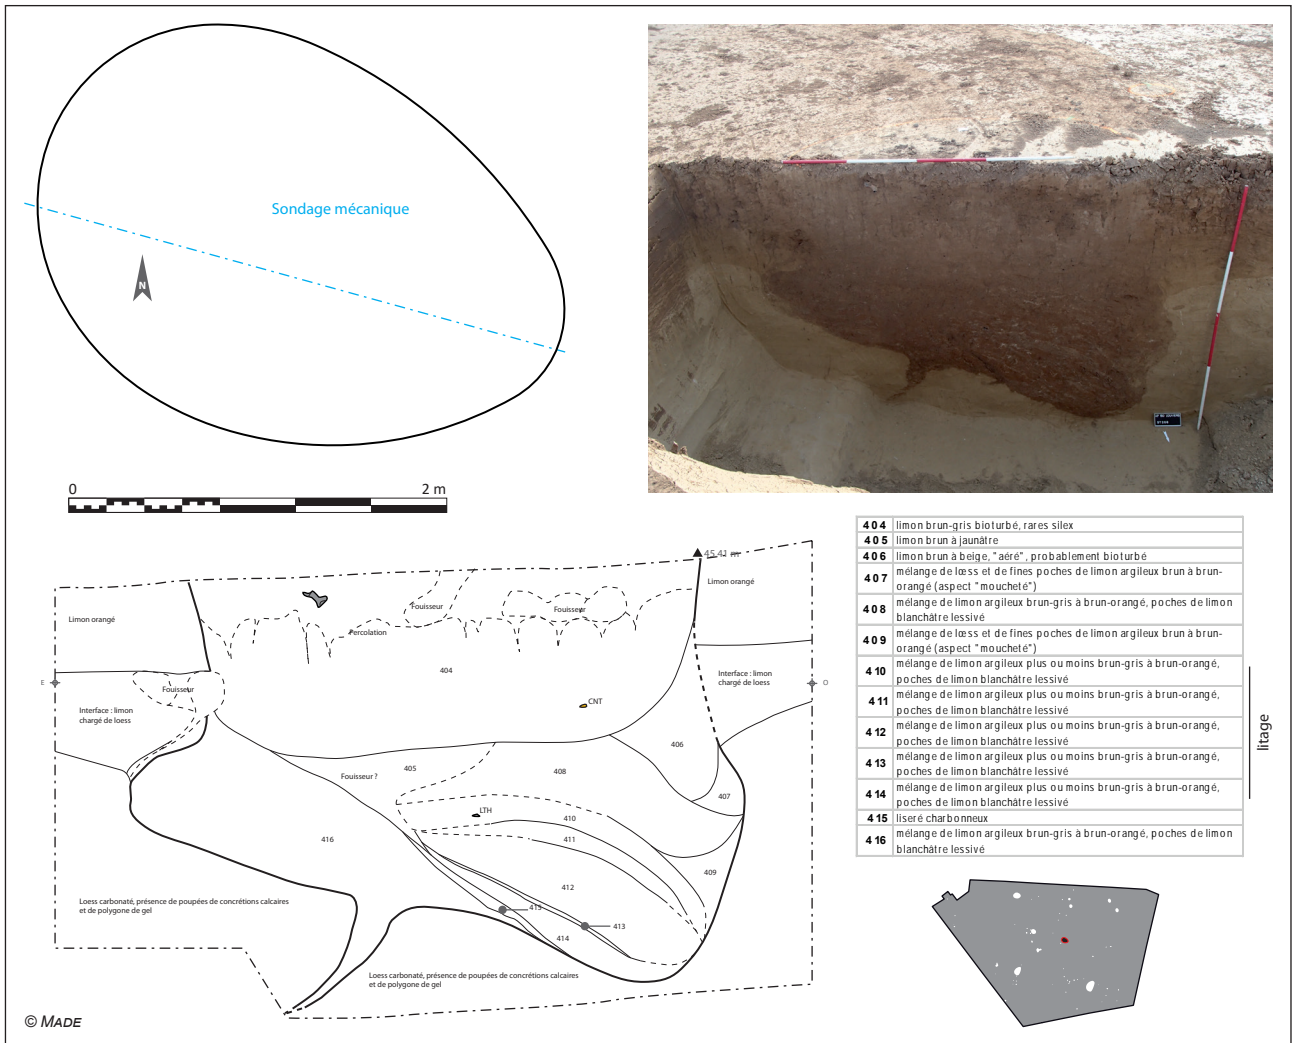 Sondage mécanique
N
0
2 m
45.41 m
Limon orangé
Limon orangé
Fouisseur
Fouisseur
Percolation
404
E
Fouisseur
Interface : limon
chargé de loess
Interface : limon
chargé de loess
O
CNT
406
405
Fouisseur ?
408
407
LTH
410
416
411
409
412
Loess carbonaté, présence de poupées de concrétions calcaires
et de polygone de gel
415
413
414
Loess carbonaté, présence de poupées de concrétions calcaires
et de polygone de gel
404 limon brun-gris bioturbé, rares silex
405 limon brun à jaunâtre
406 limon brun à beige, "aéré", probablement bioturbé
407 mélange de lœss et de fines poches de limon argileux brun à brun-
orangé (aspect "moucheté")
408 mélange de limon argileux brun-gris à brun-orangé, poches de limon
blanchâtre lessivé
409 mélange de lœss et de fines poches de limon argileux brun à brun-
orangé (aspect "moucheté")
410 mélange de limon argileux plus ou moins brun-gris à brun-orangé,
poches de limon blanchâtre lessivé
411 mélange de limon argileux plus ou moins brun-gris à brun-orangé,
poches de limon blanchâtre lessivé
412 mélange de limon argileux plus ou moins brun-gris à brun-orangé,
poches de limon blanchâtre lessivé
413 mélange de limon argileux plus ou moins brun-gris à brun-orangé,
poches de limon blanchâtre lessivé
414 mélange de limon argileux plus ou moins brun-gris à brun-orangé,
poches de limon blanchâtre lessivé
415 liseré charbonneux
416 mélange de limon argileux brun-gris à brun-orangé, poches de limon
blanchâtre lessivé
litage
© MADE